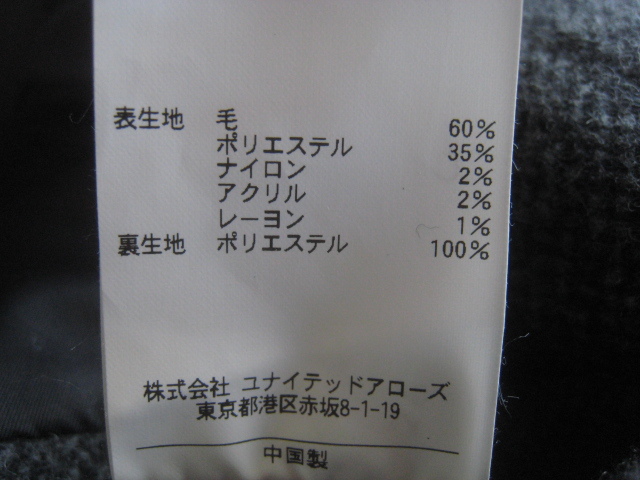 表生地 毛 60%
ポリエステル 35%
ナイロン 2%
アクリル 2%
レーヨン 1%
裏生地 ポリエステル 100%
株式会社 ユナイテッドアローズ
東京都港区赤坂8-1-19
中国製